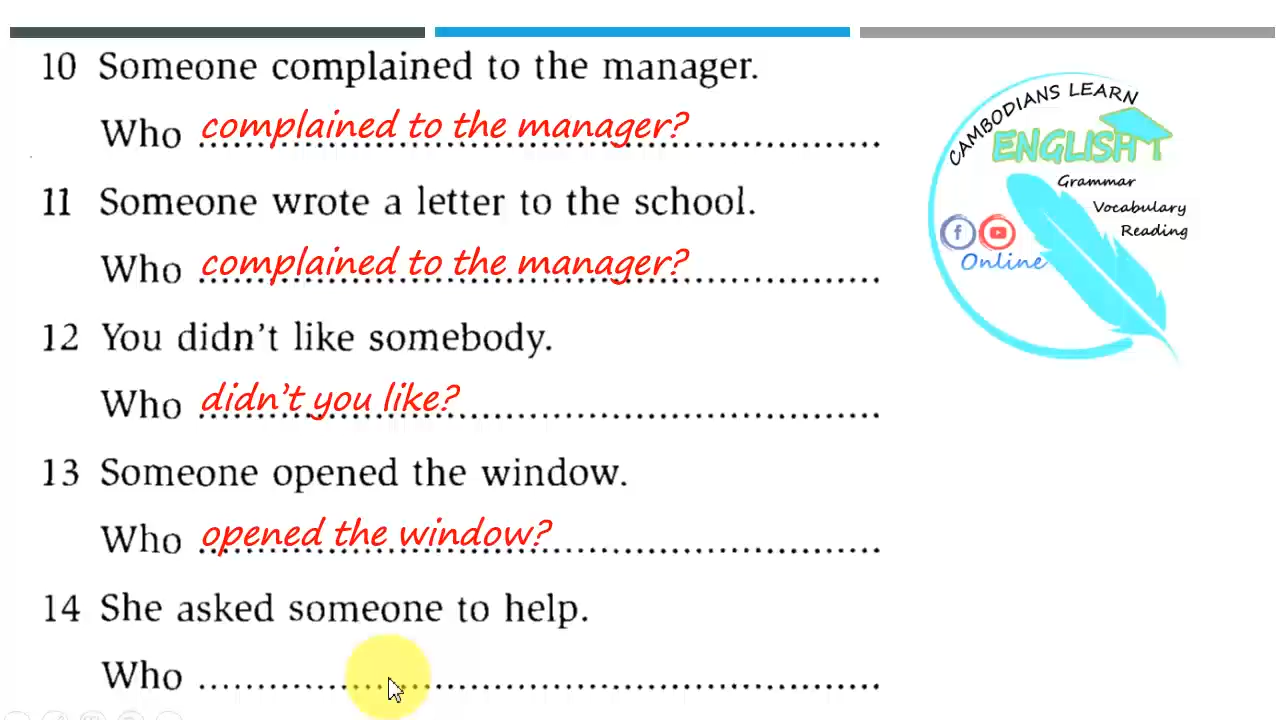 10 Someone complained to the manager.
Who complained to the manager?
11 Someone wrote a letter to the school.
Who complained to the manager?
12 You didn't like somebody.
Who didn't you like?
13 Someone opened the window.
Who opened the window?
14 She asked someone to help.
Who ........................................
CAMBODIANS LEARN
ENGLISH
Grammar
Vocabulary
Reading
f
Online